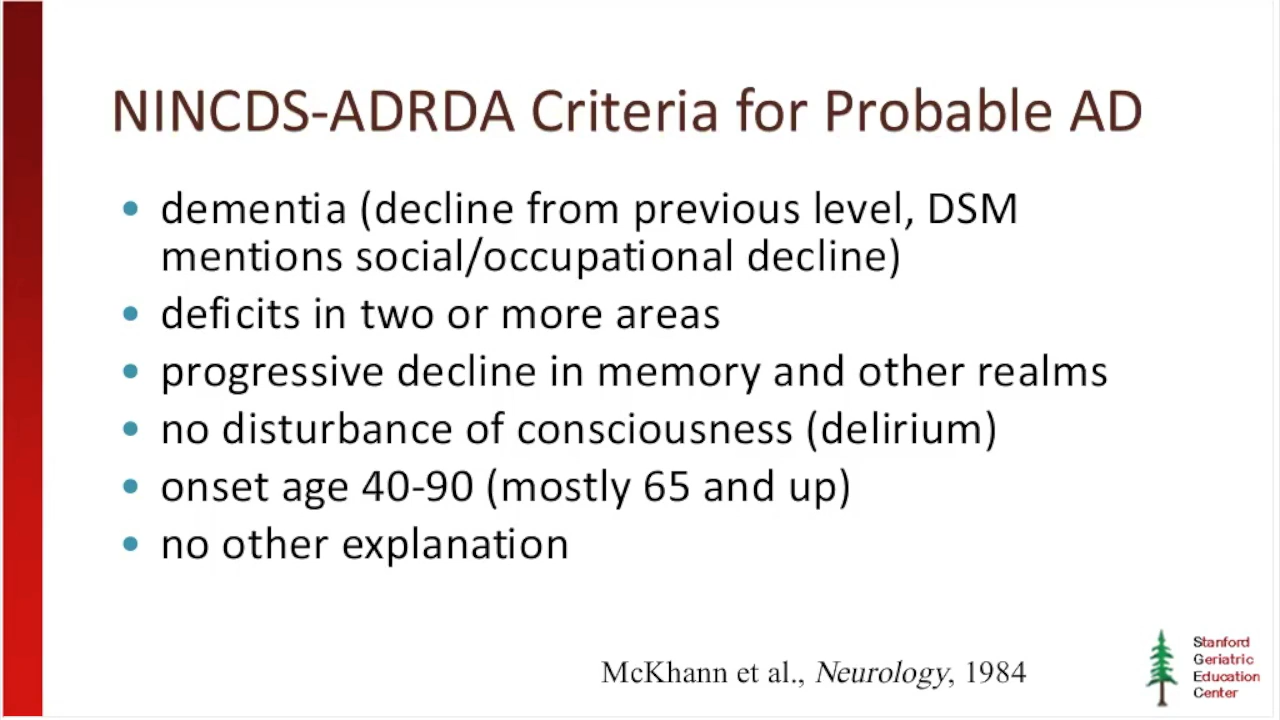 NINCDS-ADRDA Criteria for Probable AD
• dementia (decline from previous level, DSM
mentions social/occupational decline)
• deficits in two or more areas
• progressive decline in memory and other realms
• no disturbance of consciousness (delirium)
• onset age 40-90 (mostly 65 and up)
• no other explanation
McKhann et al., Neurology, 1984
Stanford
Geriatric
Education
Center